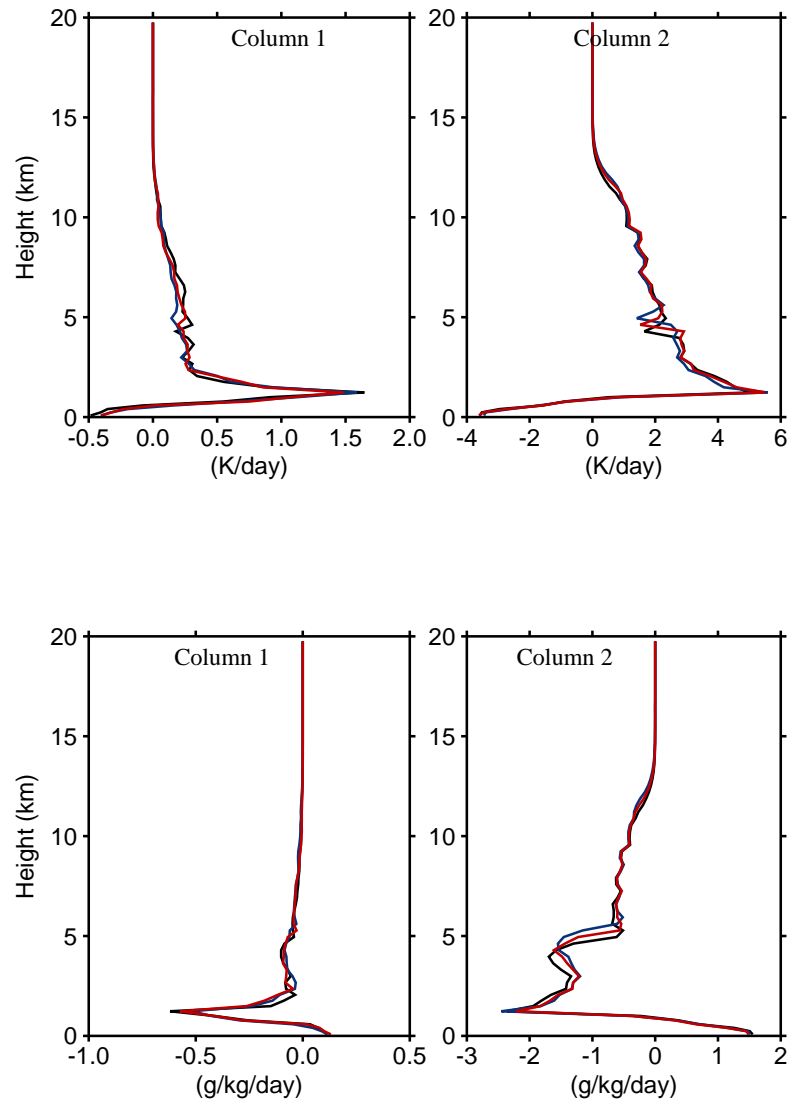 20 Column 1 20 Column 2
15 15
Height (km)
10 10
5 5
0 0
-0.5 0.0 0.5 1.0 1.5 2.0 -4 -2 0 2 4 6
(K/day) (K/day)
20 Column 1 20 Column 2
15 15
Height (km)
10 10
5 5
0 0
-1.0 -0.5 0.0 0.5 -3 -2 -1 0 1 2
(g/kg/day) (g/kg/day)